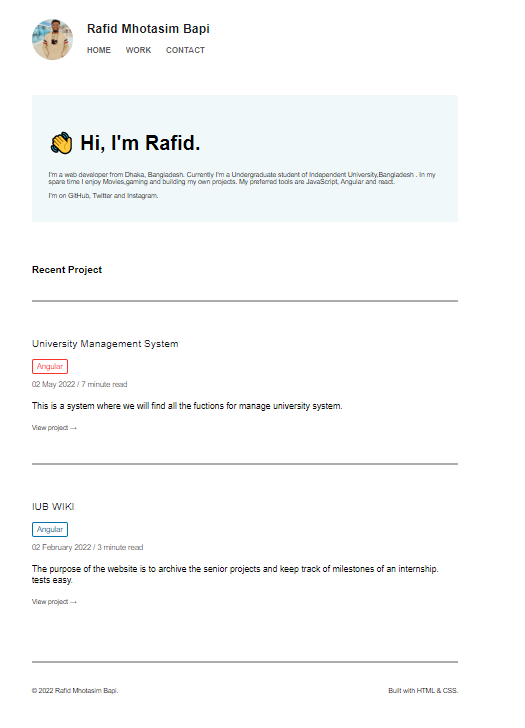 Rafid Mhotasim Bapi
HOME WORK CONTACT
👋 Hi, I'm Rafid.
I'm a web developer from Dhaka, Bangladesh. Currently I'm a Undergraduate student of Independent University,Bangladesh . In my
spare time I enjoy Movies,gaming and building my own projects. My preferred tools are JavaScript, Angular and react.
I'm on GitHub, Twitter and Instagram.
Recent Project
University Management System
Angular
02 May 2022 / 7 minute read
This is a system where we will find all the fuctions for manage university system.
View project →
IUB WIKI
Angular
02 February 2022 / 3 minute read
The purpose of the website is to archive the senior projects and keep track of milestones of an internship.
tests easy.
View project →
© 2022 Rafid Mhotasim Bapi. Built with HTML & CSS.